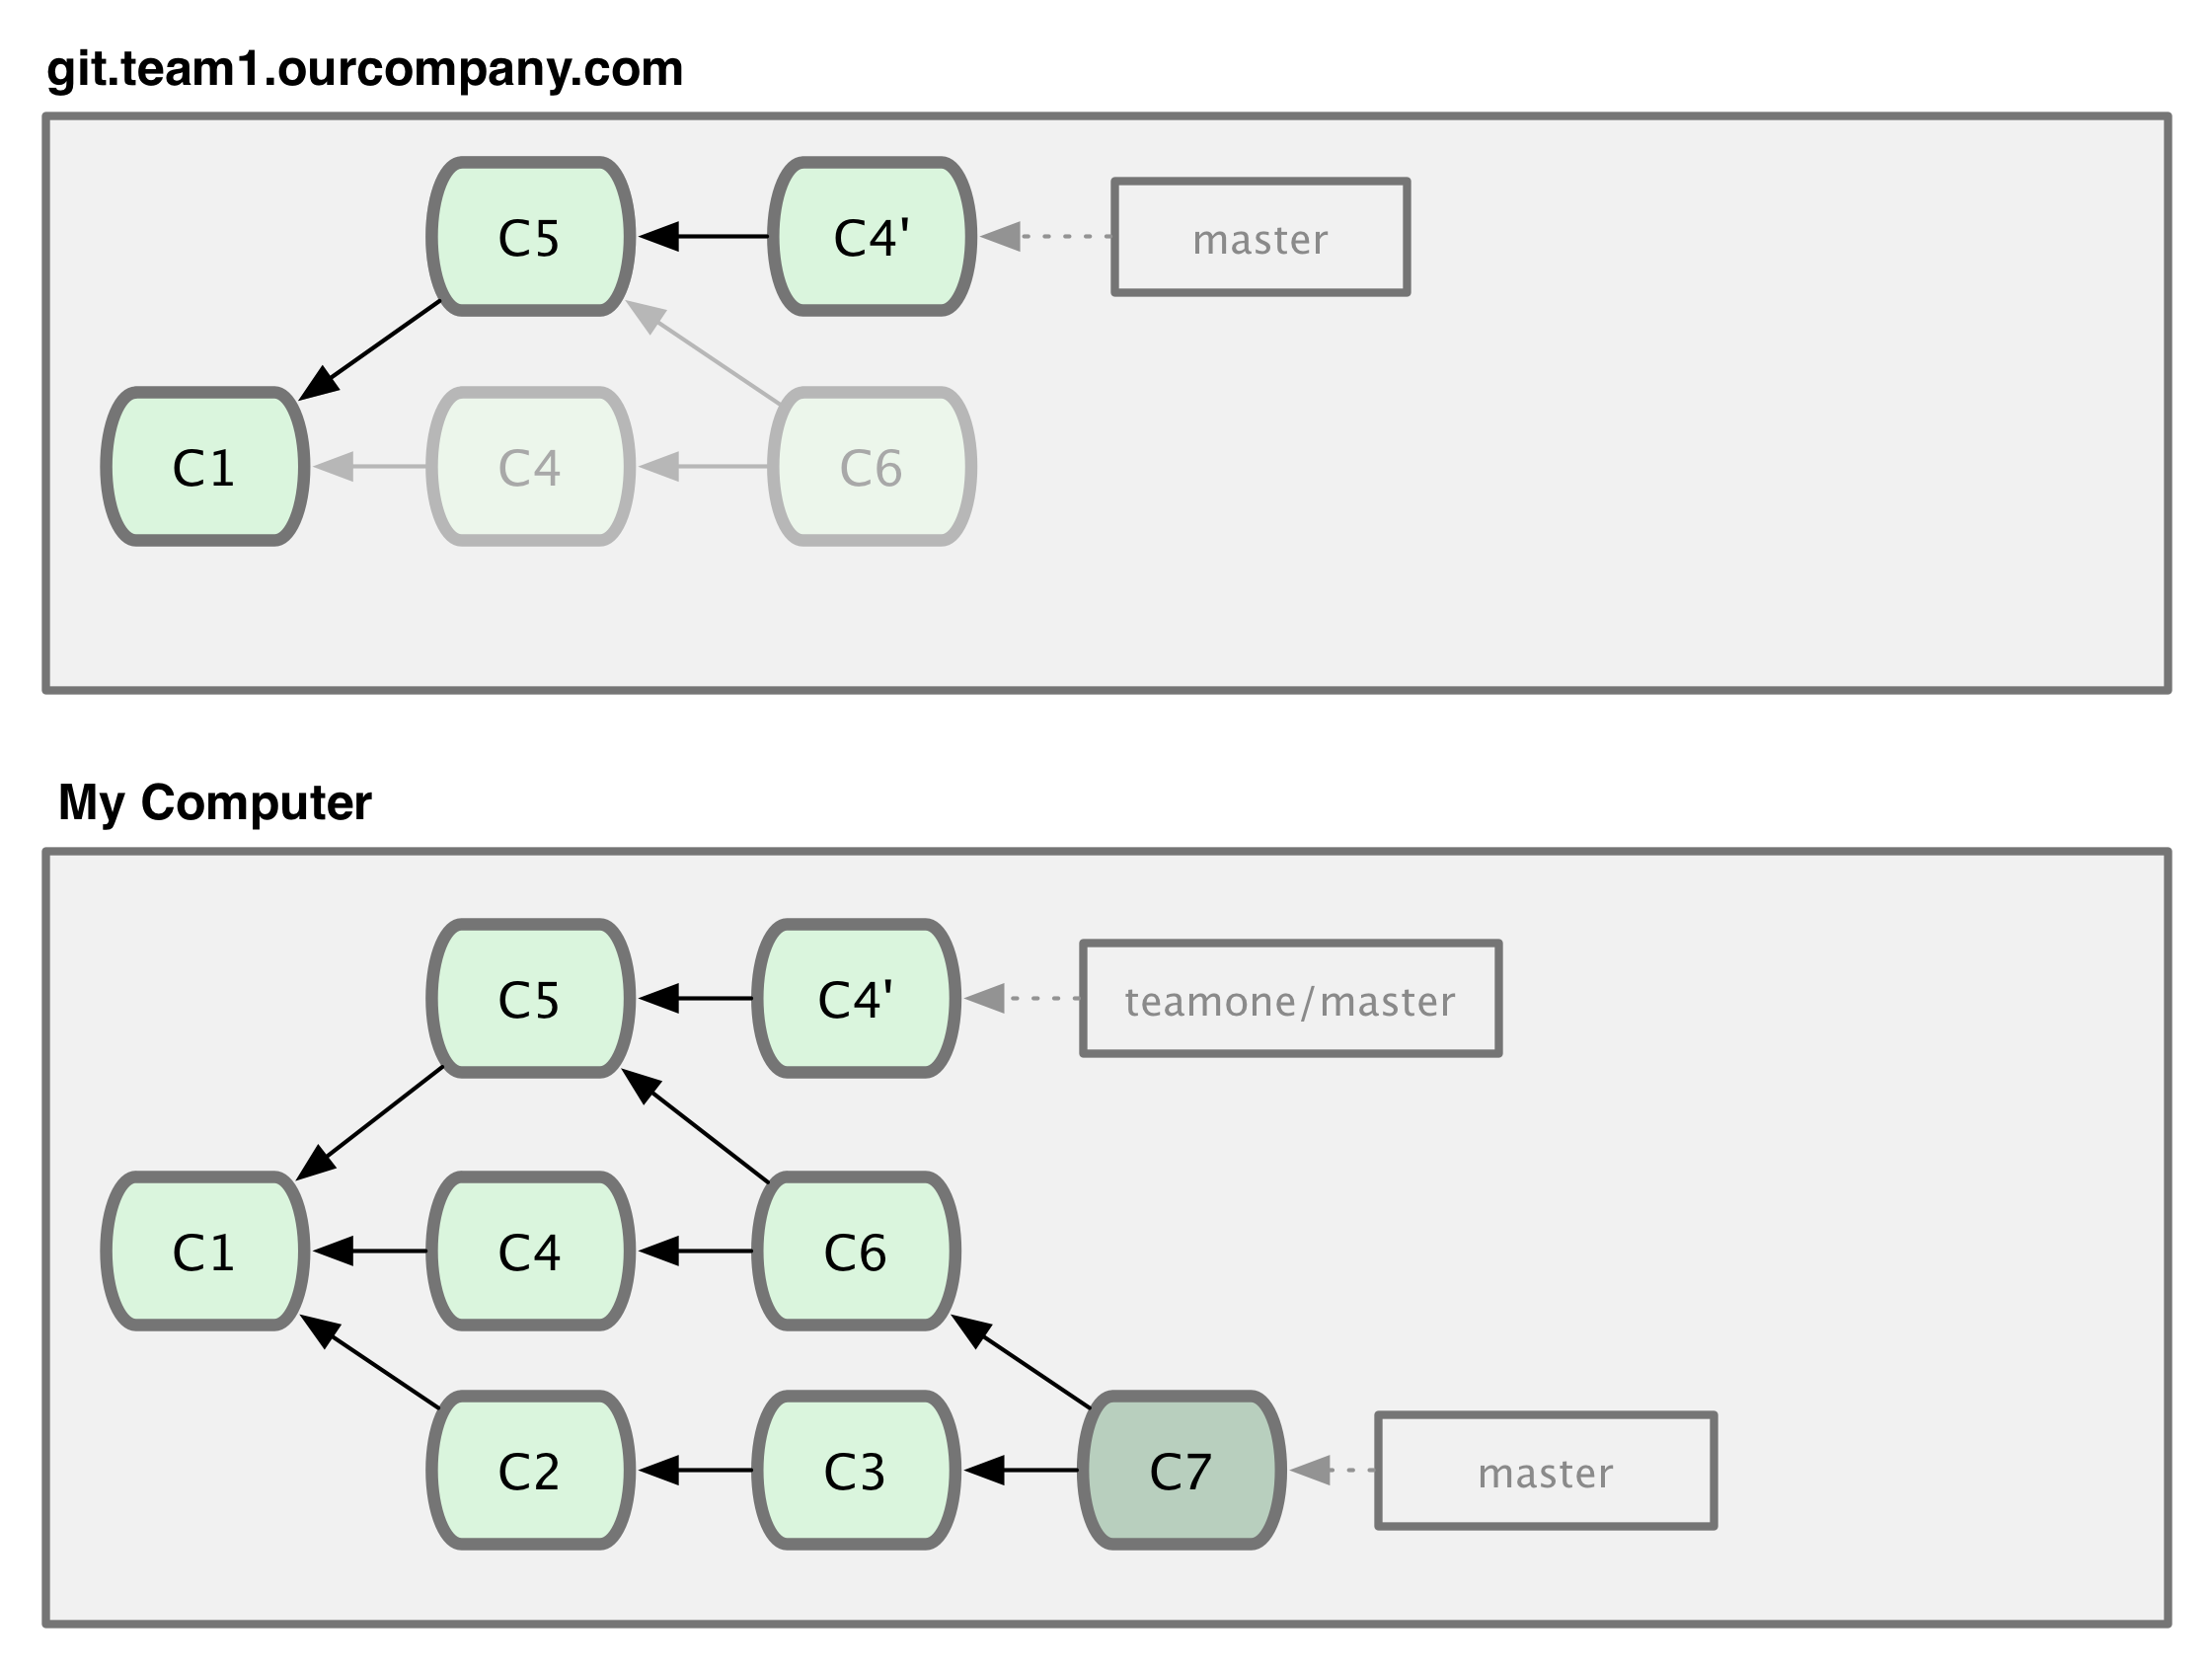 git.team1.ourcompany.com
C5 C4' master
C1 C4 C6
My Computer
C5 C4' teamone/master
C1 C4 C6
C2 C3 C7 master